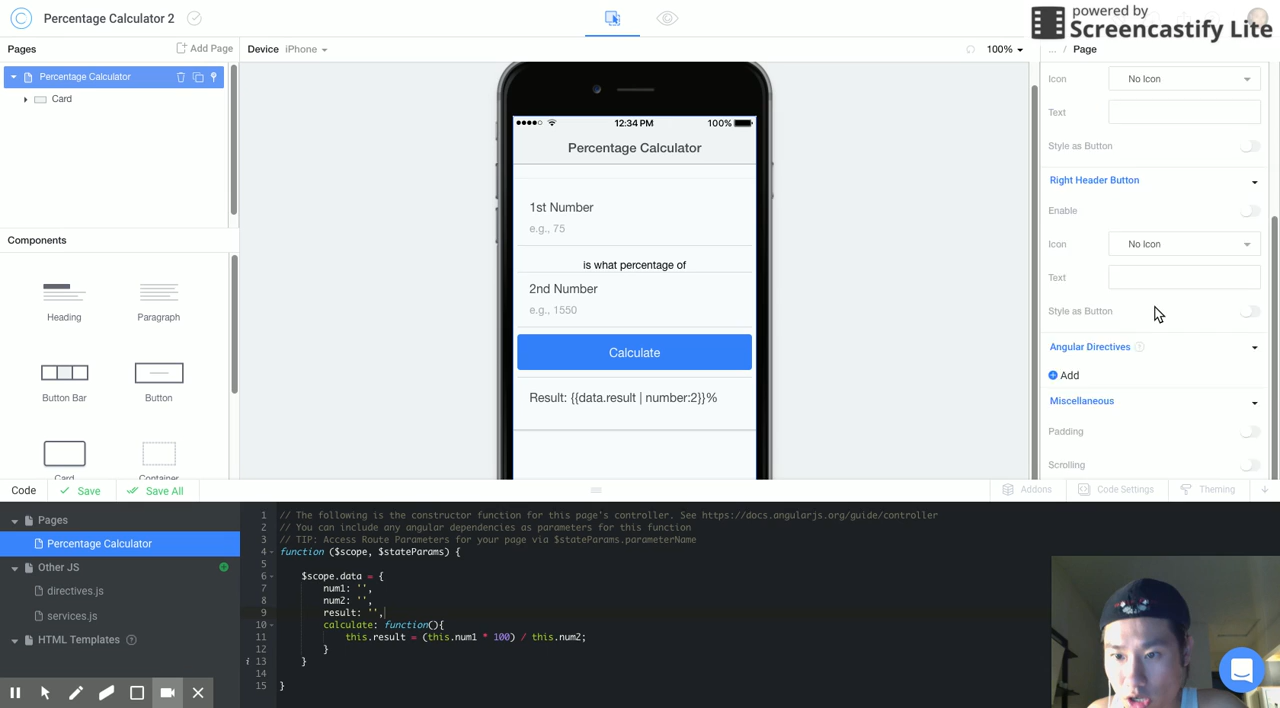 Percentage Calculator 2
powered by
Screencastify Lite
Pages
Add Page
Device iPhone
100%
... / Page
Percentage Calculator
Card
Icon
No Icon
Text
Style as Button
Right Header Button
Enable
Icon
No Icon
Text
Style as Button
Angular Directives
Add
Miscellaneous
Padding
Scrolling
12:34 PM
100%
Percentage Calculator
1st Number
e.g., 75
is what percentage of
2nd Number
e.g., 1550
Calculate
Result: {{data.result | number:2}}%
Components
Heading
Paragraph
Button Bar
Button
Card
Container
Code
Save
Save All
Addons
Code Settings
Theming
Pages
Percentage Calculator
Other JS
directives.js
services.js
HTML Templates
1 // The following is the constructor function for this page's controller. See https://docs.angularjs.org/guide/controller
2 // You can include any angular dependencies as parameters for this function
3 // TIP: Access Route Parameters for your page via $stateParams.parameterName
4 function ($scope, $stateParams) {
5
6 $scope.data = {
7 num1: '',
8 num2: '',
9 result: '',
10 calculate: function(){
11 this.result = (this.num1 * 100) / this.num2;
12 }
13 }
14
15 }